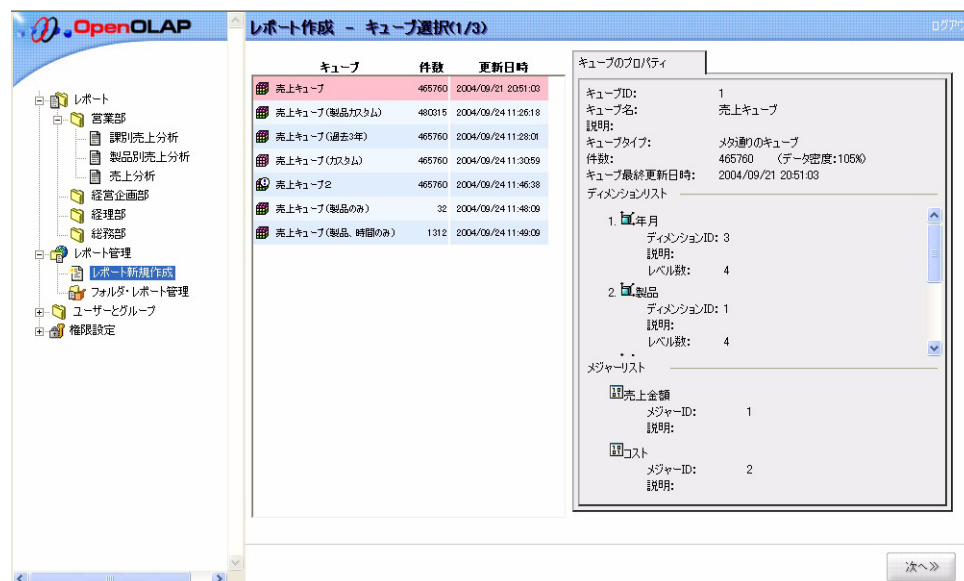 OpenOLAP
レポート作成 － キューブ選択(1/3)
レポート
営業部
課別売上分析
製品別売上分析
売上分析
経営企画部
経理部
総務部
レポート管理
レポート新規作成
フォルダ・レポート管理
ユーザーとグループ
権限設定
キューブ 件数 更新日時
売上キューブ 465760 2004/09/21 20:51:03
売上キューブ(製品カスタム) 480315 2004/09/24 11:26:18
売上キューブ(過去3年) 465760 2004/09/24 11:28:01
売上キューブ(カスタム) 465760 2004/09/24 11:30:59
売上キューブ2 465760 2004/09/24 11:46:38
売上キューブ(製品のみ) 32 2004/09/24 11:48:09
売上キューブ(製品、時間のみ) 1312 2004/09/24 11:49:09
キューブのプロパティ
キューブID: 1
キューブ名: 売上キューブ
説明:
キューブタイプ: メタ通りのキューブ
件数: 465760 (データ密度:105%)
キューブ最終更新日時: 2004/09/21 20:51:03
ディメンションリスト
1. 年月
ディメンションID: 3
説明:
レベル数: 4
2. 製品
ディメンションID: 1
説明:
レベル数: 4
メジャーリスト
売上金額
メジャーID: 1
説明:
コスト
メジャーID: 2
説明:
次へ≫